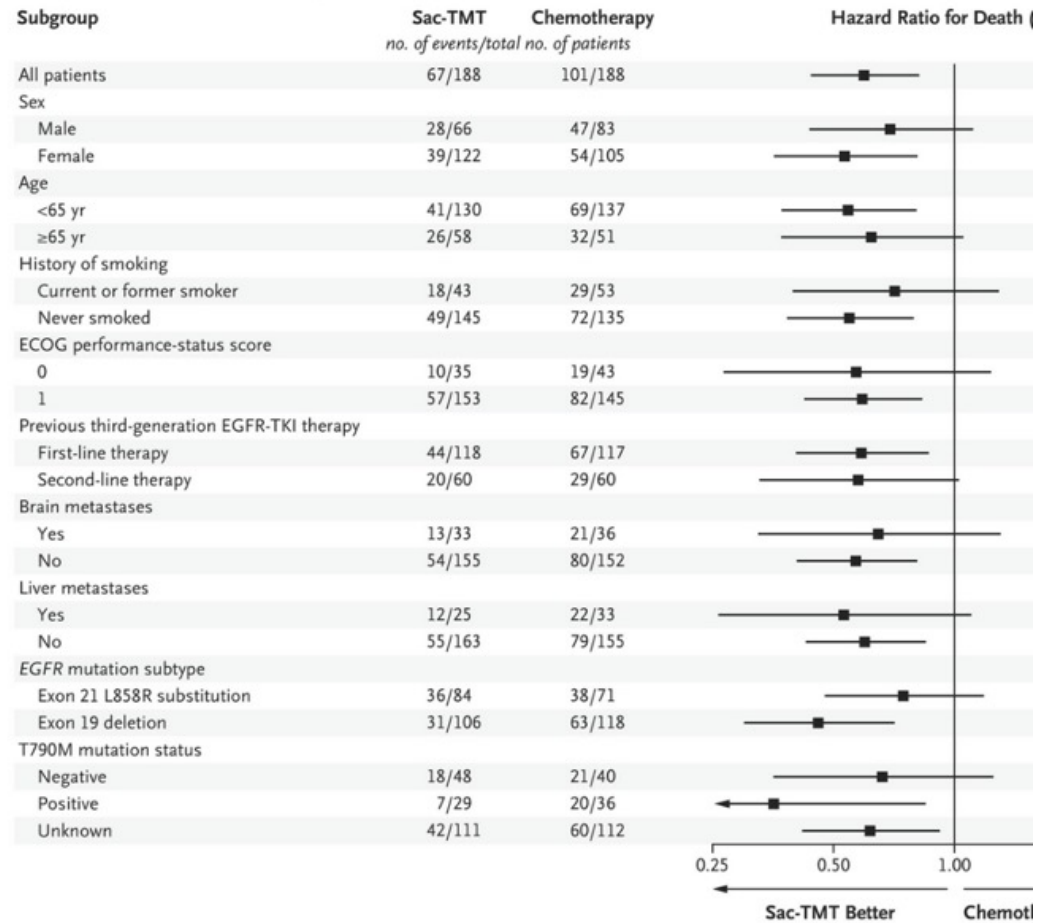 Subgroup Sac-TMT Chemotherapy Hazard Ratio for Death (
no. of events/total no. of patients
All patients 67/188 101/188
Sex
Male 28/66 47/83
Female 39/122 54/105
Age
<65 yr 41/130 69/137
≥65 yr 26/58 32/51
History of smoking
Current or former smoker 18/43 29/53
Never smoked 49/145 72/135
ECOG performance-status score
0 10/35 19/43
1 57/153 82/145
Previous third-generation EGFR-TKI therapy
First-line therapy 44/118 67/117
Second-line therapy 20/60 29/60
Brain metastases
Yes 13/33 21/36
No 54/155 80/152
Liver metastases
Yes 12/25 22/33
No 55/163 79/155
EGFR mutation subtype
Exon 21 L858R substitution 36/84 38/71
Exon 19 deletion 31/106 63/118
T790M mutation status
Negative 18/48 21/40
Positive 7/29 20/36
Unknown 42/111 60/112
0.25 0.50 1.00
Sac-TMT Better Chemot